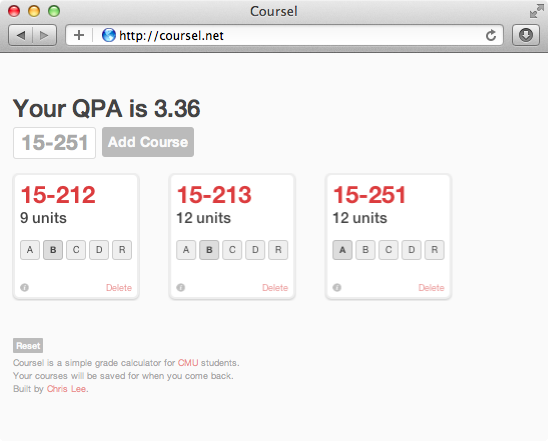 Coursel
http://coursel.net
Your QPA is 3.36
15-251 Add Course
15-212 15-213 15-251
9 units 12 units 12 units
A B C D R A B C D R A B C D R
i Delete i Delete i Delete
Reset
Coursel is a simple grade calculator for CMU students.
Your courses will be saved for when you come back.
Built by Chris Lee.